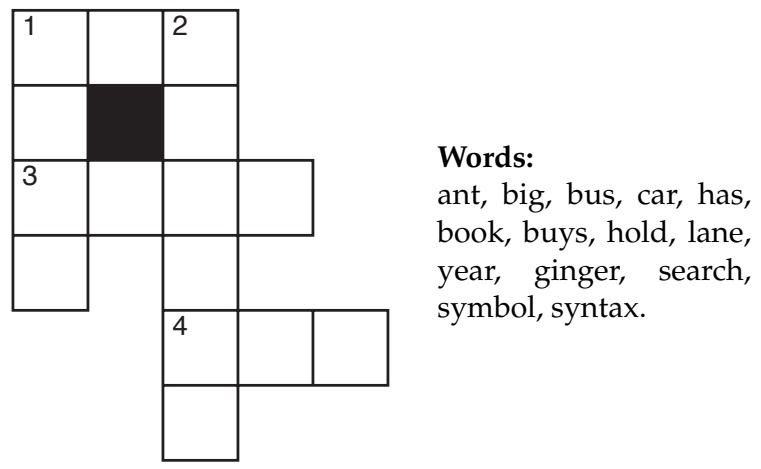 1 2
3
4
Words:
ant, big, bus, car, has,
book, buys, hold, lane,
year, ginger, search,
symbol, syntax.